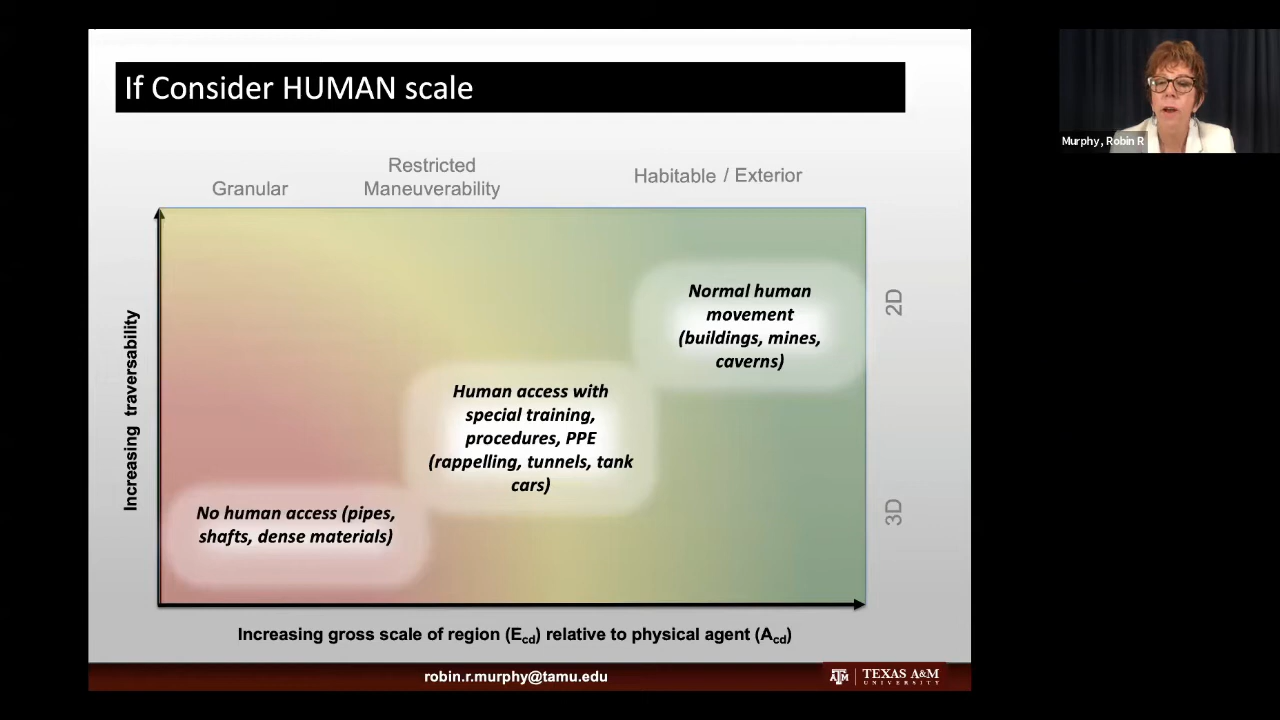 If Consider HUMAN scale
Murphy, Robin R
Granular
Restricted
Maneuverability
Habitable / Exterior
Increasing traversability
Normal human
movement
(buildings, mines,
caverns)
2D
Human access with
special training,
procedures, PPE
(rappelling, tunnels, tank
cars)
No human access (pipes,
shafts, dense materials)
3D
Increasing gross scale of region (Ecd) relative to physical agent (Acd)
robin.r.murphy@tamu.edu
ATM
TEXAS A&M
UNIVERSITY